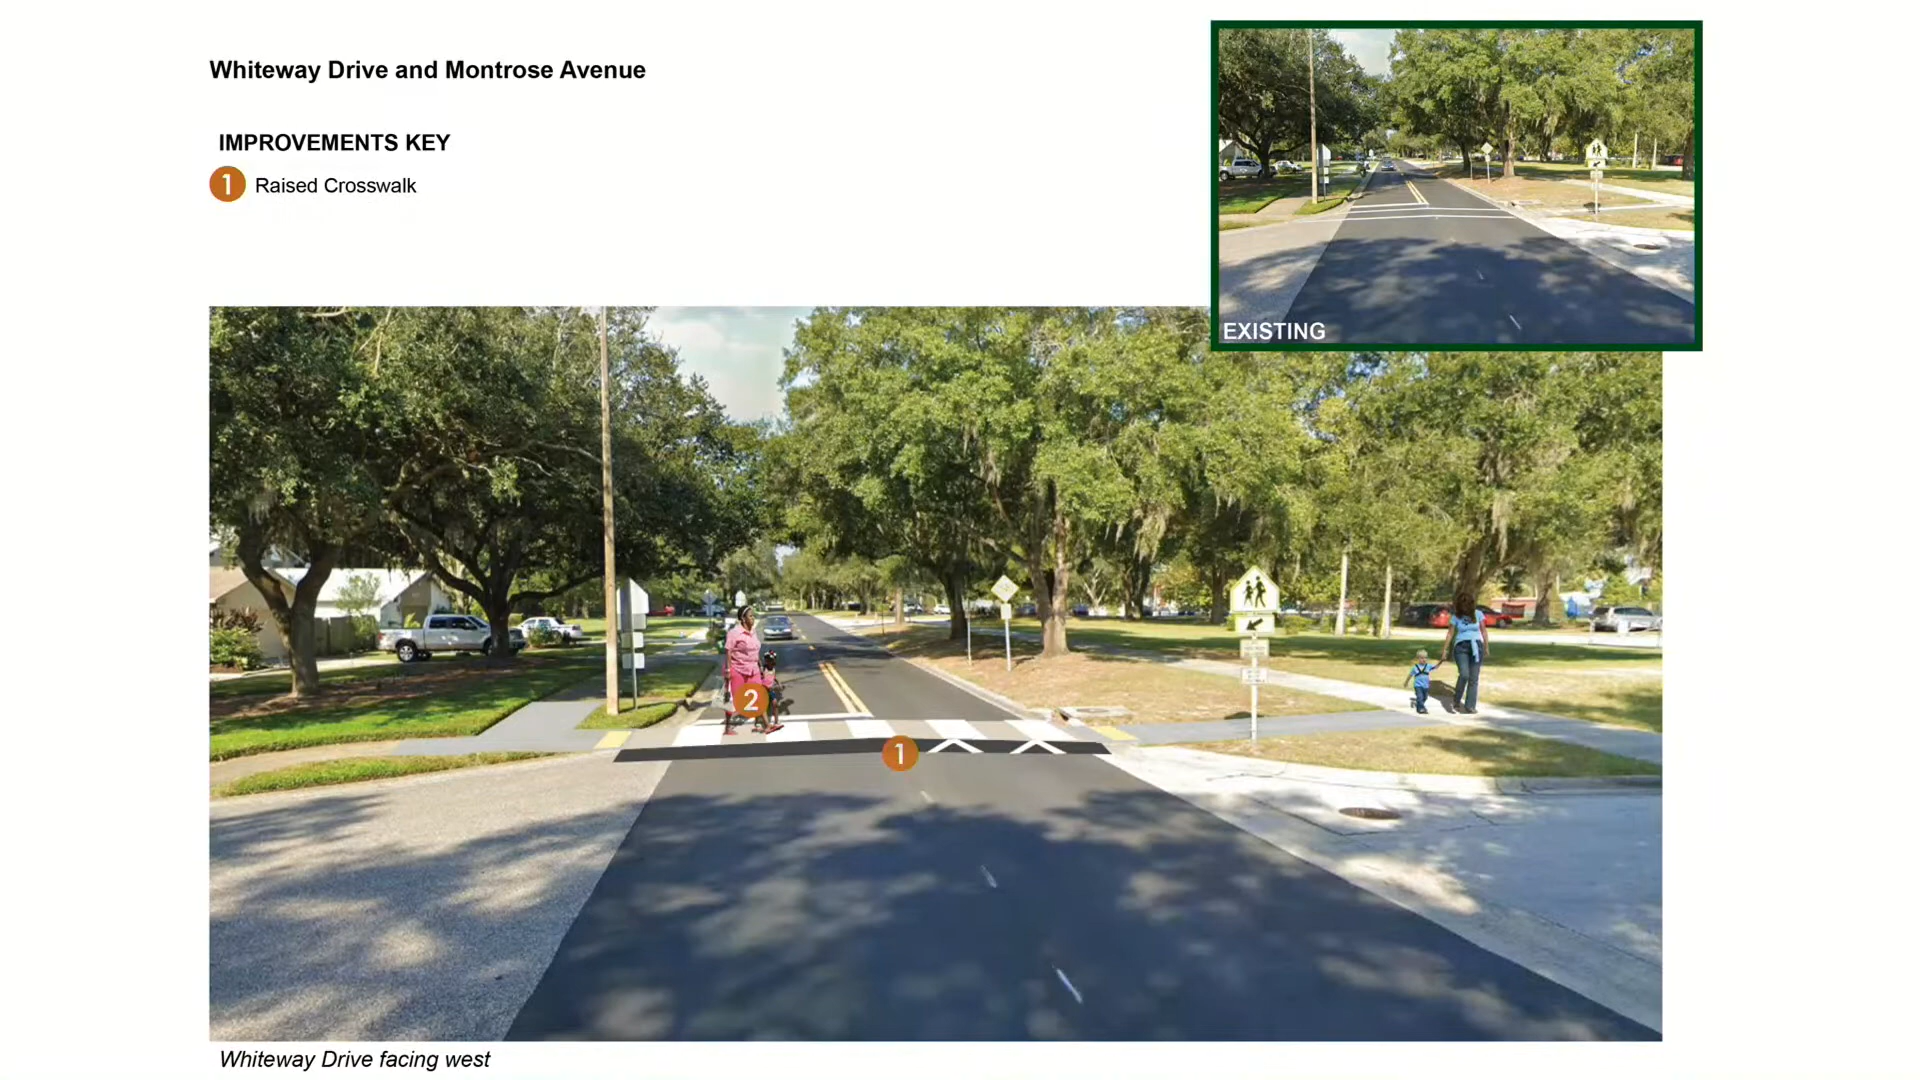 Whiteway Drive and Montrose Avenue
IMPROVEMENTS KEY
1 Raised Crosswalk
EXISTING
2
1
Whiteway Drive facing west